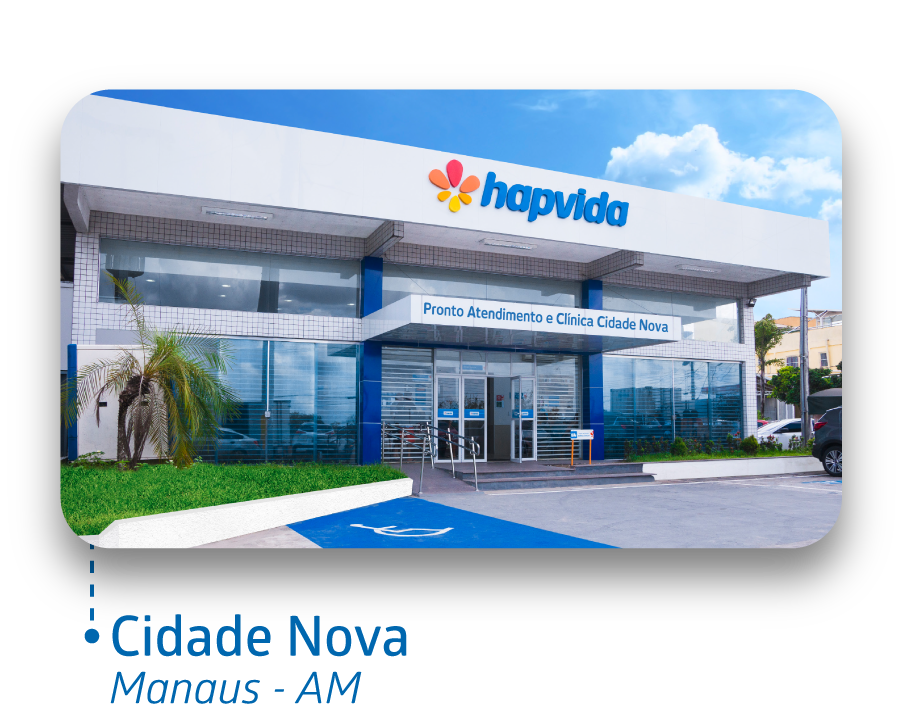 hapvida
Pronto Atendimento e Clínica Cidade Nova
Cidade Nova
Manaus - AM